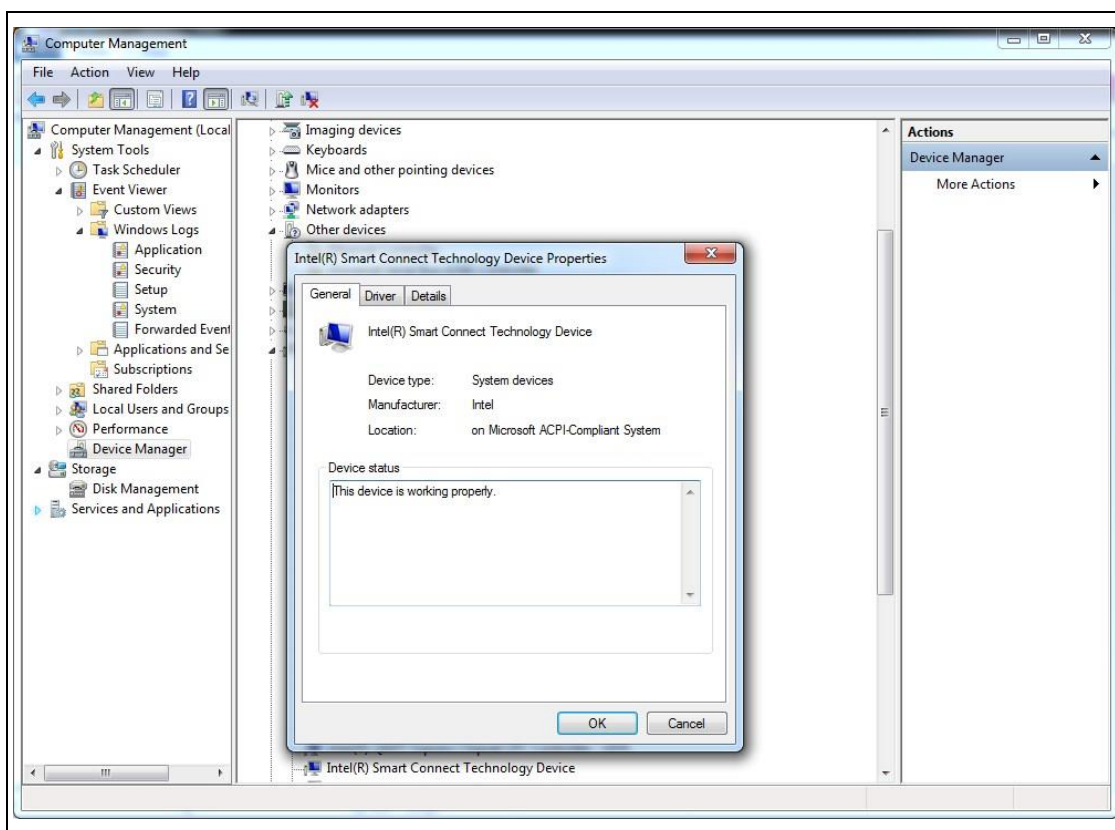 Computer Management
File Action View Help
Computer Management (Local
System Tools
Task Scheduler
Event Viewer
Custom Views
Windows Logs
Application
Security
Setup
System
Forwarded Event
Applications and Se
Subscriptions
Shared Folders
Local Users and Groups
Performance
Device Manager
Storage
Disk Management
Services and Applications
Imaging devices
Keyboards
Mice and other pointing devices
Monitors
Network adapters
Other devices
Intel(R) Smart Connect Technology Device Properties
General Driver Details
Intel(R) Smart Connect Technology Device
Device type: System devices
Manufacturer: Intel
Location: on Microsoft ACPI-Compliant System
Device status
This device is working properly.
OK Cancel
Intel(R) Smart Connect Technology Device
Actions
Device Manager
More Actions